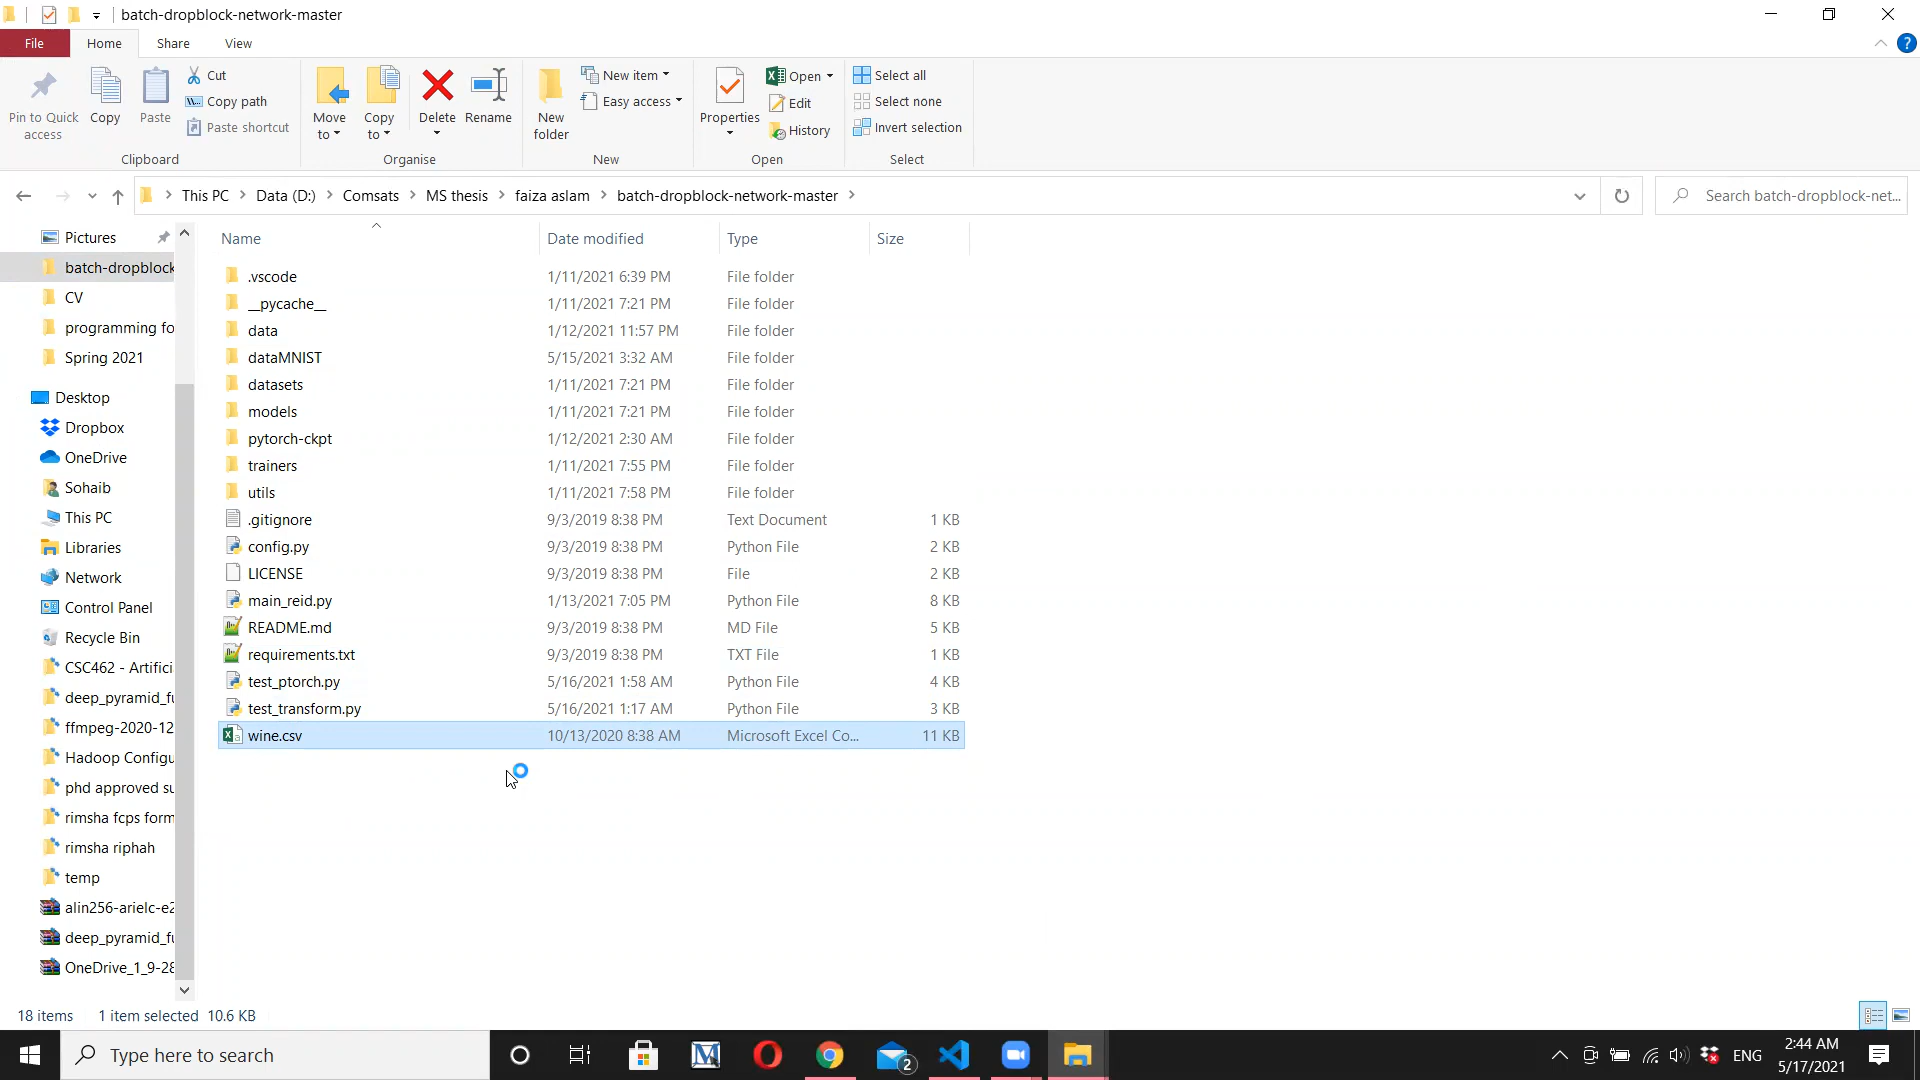 batch-dropblock-network-master
File
Home
Share
View
Pin to Quick access
Copy
Paste
Cut
Copy path
Paste shortcut
Clipboard
Move to
Copy to
Delete
Rename
Organise
New folder
New item
Easy access
New
Properties
Open
Edit
History
Open
Select all
Select none
Invert selection
Select
This PC
Data (D:)
Comsats
MS thesis
faiza aslam
batch-dropblock-network-master
Search batch-dropblock-net...
Pictures
batch-dropblock
CV
programming fo
Spring 2021
Desktop
Dropbox
OneDrive
Sohaib
This PC
Libraries
Network
Control Panel
Recycle Bin
CSC462 - Artifici
deep_pyramid_fu
ffmpeg-2020-12
Hadoop Configu
phd approved su
rimsha fcps form
rimsha riphah
temp
alin256-arielc-e2
deep_pyramid_fu
OneDrive_1_9-28
Name Date modified Type Size
.vscode 1/11/2021 6:39 PM File folder
__pycache__ 1/11/2021 7:21 PM File folder
data 1/12/2021 11:57 PM File folder
dataMNIST 5/15/2021 3:32 AM File folder
datasets 1/11/2021 7:21 PM File folder
models 1/11/2021 7:21 PM File folder
pytorch-ckpt 1/12/2021 2:30 AM File folder
trainers 1/11/2021 7:55 PM File folder
utils 1/11/2021 7:58 PM File folder
.gitignore 9/3/2019 8:38 PM Text Document 1 KB
config.py 9/3/2019 8:38 PM Python File 2 KB
LICENSE 9/3/2019 8:38 PM File 2 KB
main_reid.py 1/13/2021 7:05 PM Python File 8 KB
README.md 9/3/2019 8:38 PM MD File 5 KB
requirements.txt 9/3/2019 8:38 PM TXT File 1 KB
test_ptorch.py 5/16/2021 1:58 AM Python File 4 KB
test_transform.py 5/16/2021 1:17 AM Python File 3 KB
wine.csv 10/13/2020 8:38 AM Microsoft Excel Co... 11 KB
18 items 1 item selected 10.6 KB
Type here to search
2
ENG
2:44 AM
5/17/2021